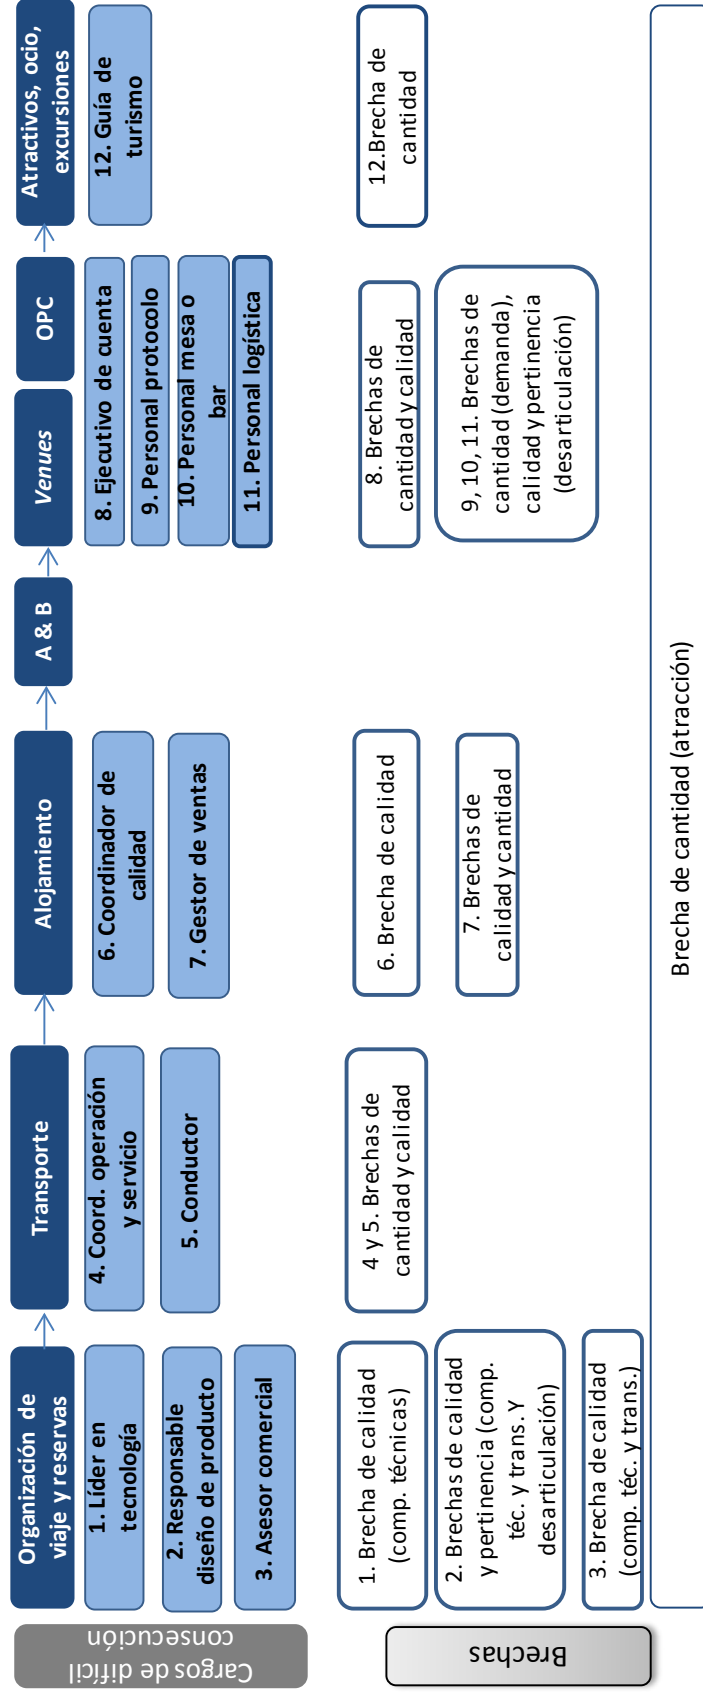 Organización de
viaje y reservas
Transporte
Alojamiento
A & B
Venues
OPC
Atractivos, ocio,
excursiones
Cargos de difícil
consecución
1. Líder en
tecnología
2. Responsable
diseño de producto
3. Asesor comercial
4. Coord. operación
y servicio
5. Conductor
6. Coordinador de
calidad
7. Gestor de ventas
8. Ejecutivo de cuenta
9. Personal protocolo
10. Personal mesa o
bar
11. Personal logística
12. Guía de
turismo
Brechas
1. Brecha de calidad
(comp. técnicas)
2. Brechas de calidad
y pertinencia (comp.
téc. y trans. Y
desarticulación)
3. Brecha de calidad
(comp. téc. y trans.)
4 y 5. Brechas de
cantidad y calidad
6. Brecha de calidad
7. Brechas de
calidad y cantidad
8. Brechas de
cantidad y calidad
9, 10, 11. Brechas de
cantidad (demanda),
calidad y pertinencia
(desarticulación)
12.Brecha de
cantidad
Brecha de cantidad (atracción)